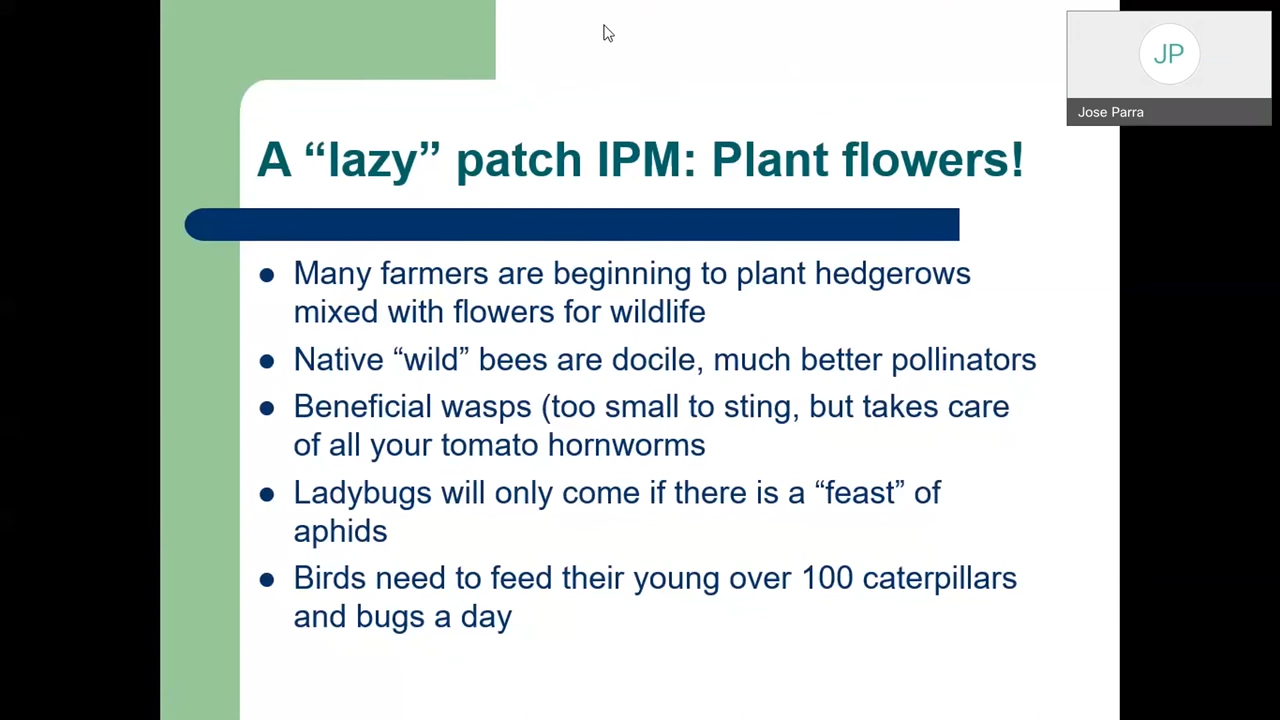 JP
Jose Parra
A “lazy” patch IPM: Plant flowers!
● Many farmers are beginning to plant hedgerows
mixed with flowers for wildlife
● Native “wild” bees are docile, much better pollinators
● Beneficial wasps (too small to sting, but takes care
of all your tomato hornworms
● Ladybugs will only come if there is a “feast” of
aphids
● Birds need to feed their young over 100 caterpillars
and bugs a day